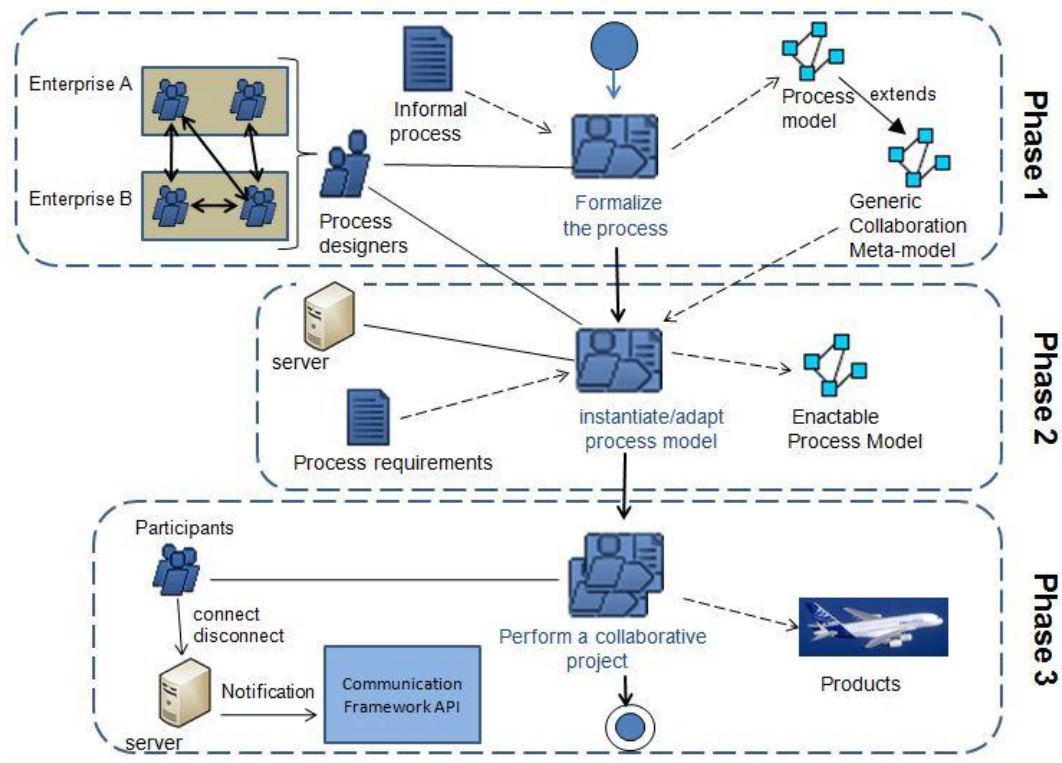 Enterprise A
Enterprise B
Process
designers
Informal
process
Formalize
the process
Process
model
extends
Generic
Collaboration
Meta-model
Phase1
server
Process requirements
instantiate/adapt
process model
Enactable
Process Model
Phase 2
Participants
connect
disconnect
server
Notification
Communication
Framework API
Perform a collaborative
project
Products
Phase 3